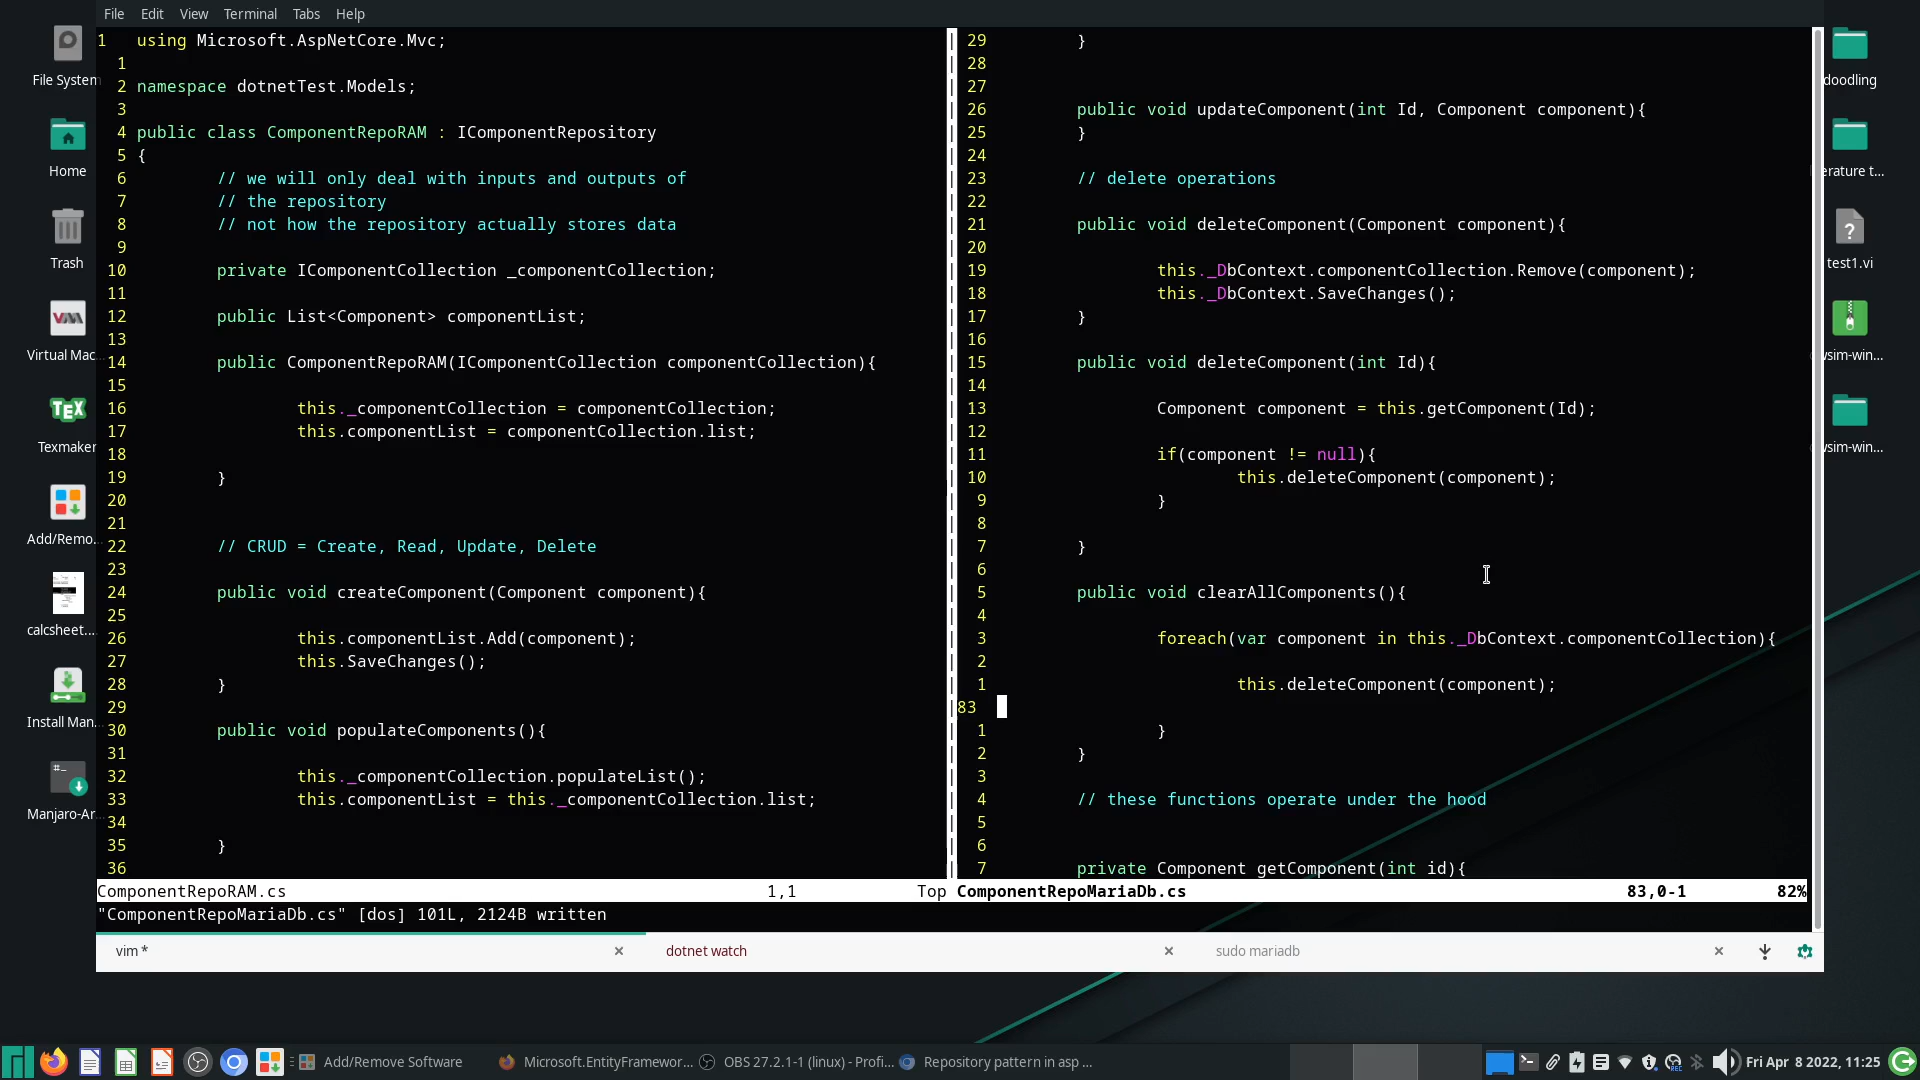 File Edit View Terminal Tabs Help
File System
Home
Trash
Virtual Mac...
Texmaker
Add/Remo...
calcsheet....
Install Man...
Manjaro-Ar...
1 using Microsoft.AspNetCore.Mvc;
1
2 namespace dotnetTest.Models;
3
4 public class ComponentRepoRAM : IComponentRepository
5 {
6 // we will only deal with inputs and outputs of
7 // the repository
8 // not how the repository actually stores data
9
10 private IComponentCollection _componentCollection;
11
12 public List<Component> componentList;
13
14 public ComponentRepoRAM(IComponentCollection componentCollection){
15
16 this._componentCollection = componentCollection;
17 this.componentList = componentCollection.list;
18
19 }
20
21
22 // CRUD = Create, Read, Update, Delete
23
24 public void createComponent(Component component){
25
26 this.componentList.Add(component);
27 this.SaveChanges();
28 }
29
30 public void populateComponents(){
31
32 this._componentCollection.populateList();
33 this.componentList = this._componentCollection.list;
34
35 }
36
ComponentRepoRAM.cs 1,1 Top
29 }
28
27
26 public void updateComponent(int Id, Component component){
25 }
24
23 // delete operations
22
21 public void deleteComponent(Component component){
20
19 this._DbContext.componentCollection.Remove(component);
18 this._DbContext.SaveChanges();
17 }
16
15 public void deleteComponent(int Id){
14
13 Component component = this.getComponent(Id);
12
11 if(component != null){
10 this.deleteComponent(component);
9 }
8
7 }
6
5 public void clearAllComponents(){
4
3 foreach(var component in this._DbContext.componentCollection){
2
1 this.deleteComponent(component);
83
1 }
2 }
3
4 // these functions operate under the hood
5
6
7 private Component getComponent(int id){
ComponentRepoMariaDb.cs 83,0-1 82%
"ComponentRepoMariaDb.cs" [dos] 101L, 2124B written
vim *
dotnet watch
sudo mariadb
doodling
erature t...
test1.vi
wsim-win...
wsim-win...
Add/Remove Software
Microsoft.EntityFramewor...
OBS 27.2.1-1 (linux) - Profi...
Repository pattern in asp ...
REC
Fri Apr 8 2022, 11:25